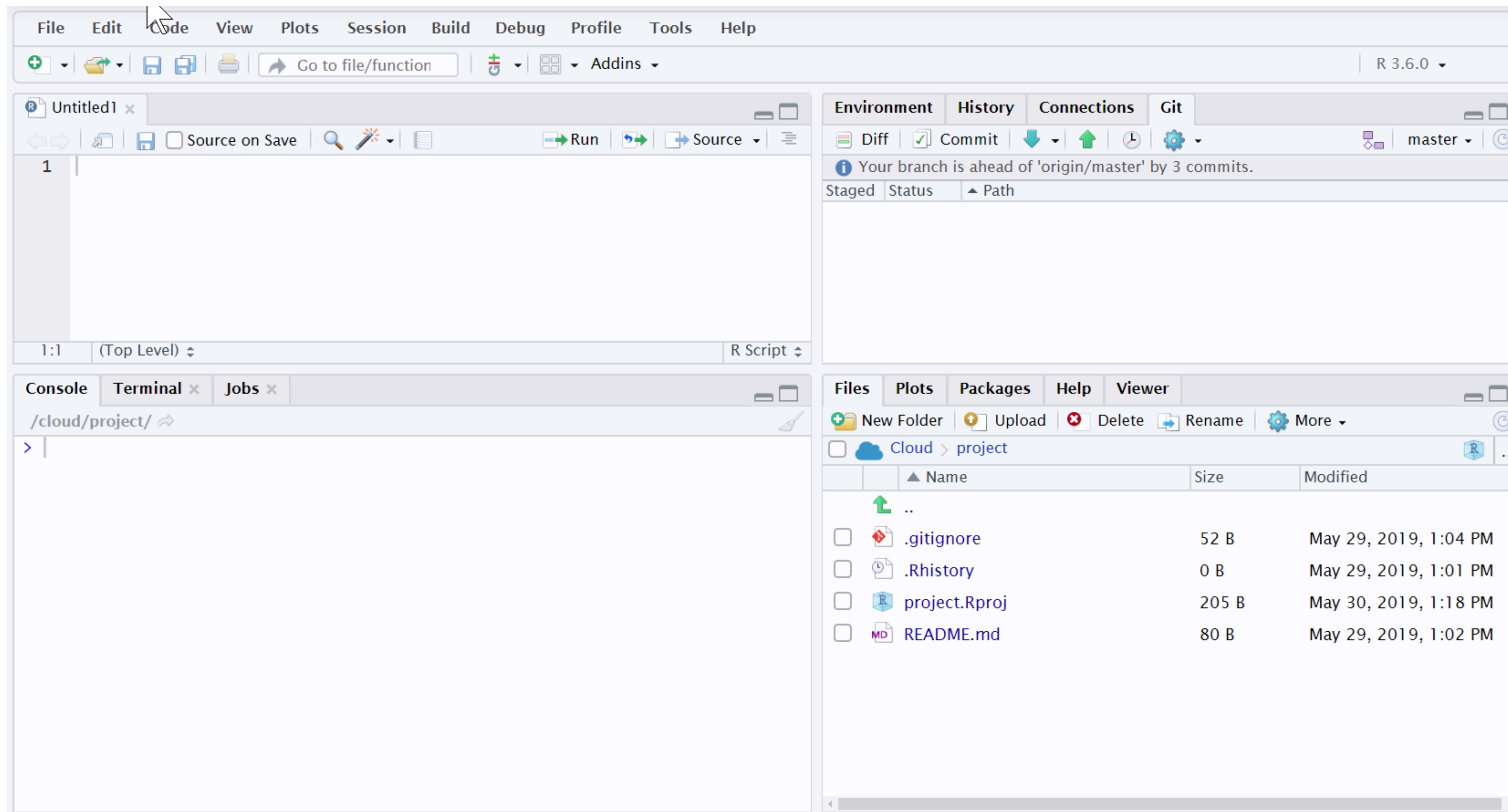 File Edit Code View Plots Session Build Debug Profile Tools Help
Go to file/function Addins R 3.6.0
Untitled1
Source on Save Run Source
1
1:1 (Top Level) R Script
Environment History Connections Git
Diff Commit master
Your branch is ahead of 'origin/master' by 3 commits.
Staged Status Path
Console Terminal Jobs
/cloud/project/
>
Files Plots Packages Help Viewer
New Folder Upload Delete Rename More
Cloud project
Name Size Modified
..
.gitignore 52 B May 29, 2019, 1:04 PM
.Rhistory 0 B May 29, 2019, 1:01 PM
project.Rproj 205 B May 30, 2019, 1:18 PM
README.md 80 B May 29, 2019, 1:02 PM